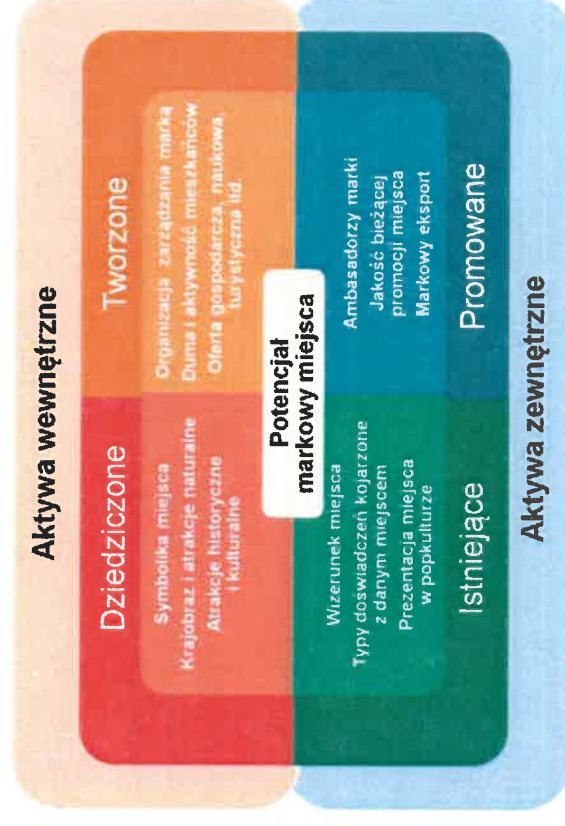 Aktywa wewnętrzne
Dziedziczone
Symbolika miejsca
Krajobraz i atrakcje naturalne
Atrakcje historyczne
i kulturalne
Tworzone
Organizacja zarządzania marką
Duma i aktywność mieszkańców
Oferta gospodarcza, naukowa,
turystyczna itd.
Potencjał
markowy miejsca
Wizerunek miejsca
Typy doświadczeń kojarzone
z danym miejscem
Prezentacja miejsca
w popkulturze
Istniejące
Ambasadorzy marki
Jakość bieżącej
promocji miejsca
Markowy eksport
Promowane
Aktywa zewnętrzne